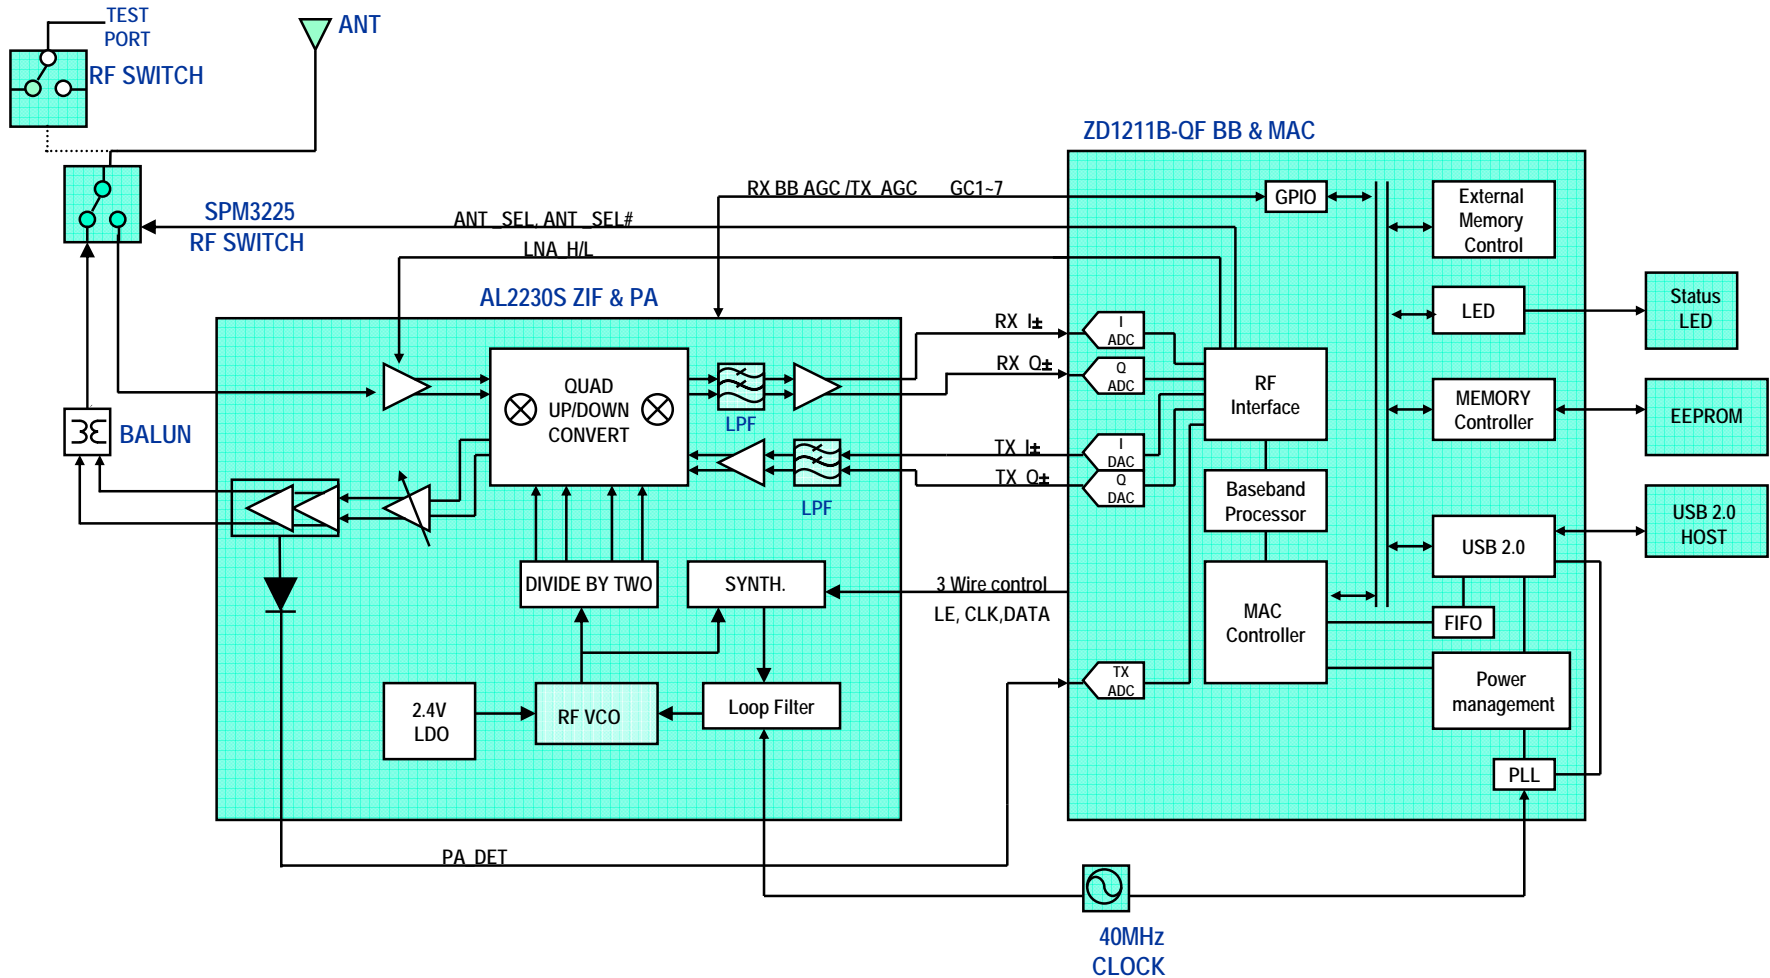 TEST
PORT
ANT
RF SWITCH
ZD1211B-QF BB & MAC
RX BB AGC /TX_AGC GC1~7
GPIO
External
Memory
Control
SPM3225
RF SWITCH
ANT_SEL, ANT_SEL#
LNA_H/L
AL2230S ZIF & PA
LED
Status
LED
RX I±
I
ADC
RX Q±
Q
ADC
RF
Interface
QUAD
UP/DOWN
CONVERT
LPF
MEMORY
Controller
EEPROM
BALUN
TX I±
I
DAC
TX Q±
Q
DAC
LPF
Baseband
Processor
USB 2.0
HOST
USB 2.0
DIVIDE BY TWO
SYNTH.
3 Wire control
LE, CLK,DATA
MAC
Controller
FIFO
TX
ADC
Power
management
2.4V
LDO
RF VCO
Loop Filter
PLL
PA_DET
40MHz
CLOCK